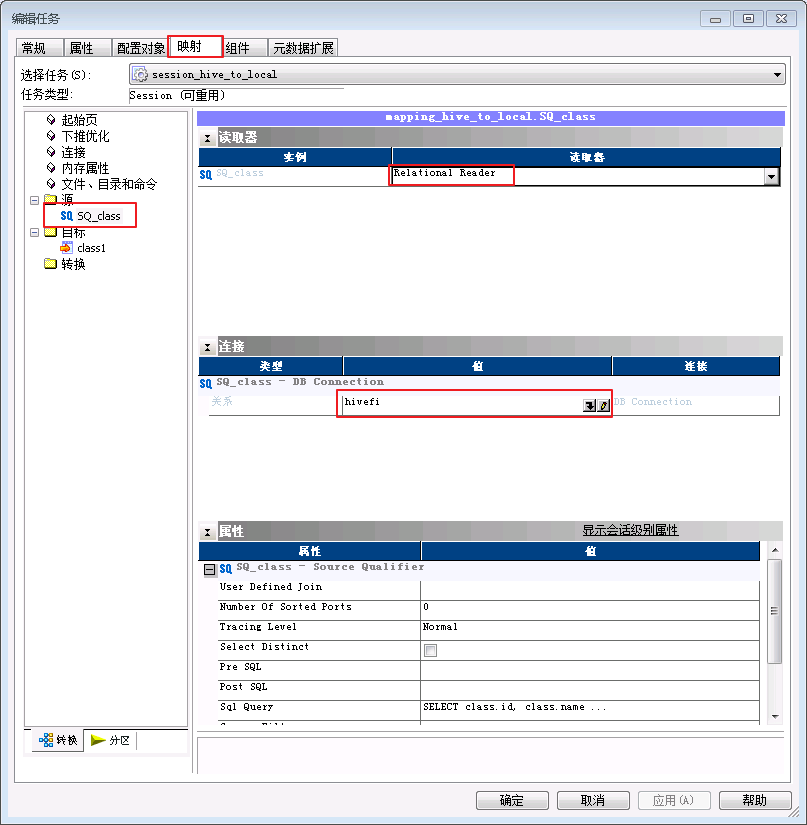 编辑任务
常规 属性 配置对象 映射 组件 元数据扩展
选择任务(S): session_hive_to_local
任务类型: Session (可重用)
起始页
下推优化
连接
内存属性
文件、目录和命令
源
SQ SQ_class
目标
class1
转换
转换 分区
mapping_hive_to_local.SQ_class
读取器
实例 读取器
SQ SQ_class Relational Reader
连接
类型 值 连接
SQ SQ_class - DB Connection
关系 hivefi DB Connection
属性 显示会话级别属性
属性 值
SQ SQ_class - Source Qualifier
User Defined Join
Number Of Sorted Ports 0
Tracing Level Normal
Select Distinct
Pre SQL
Post SQL
Sql Query SELECT class.id, class.name ...
确定 取消 应用(A) 帮助